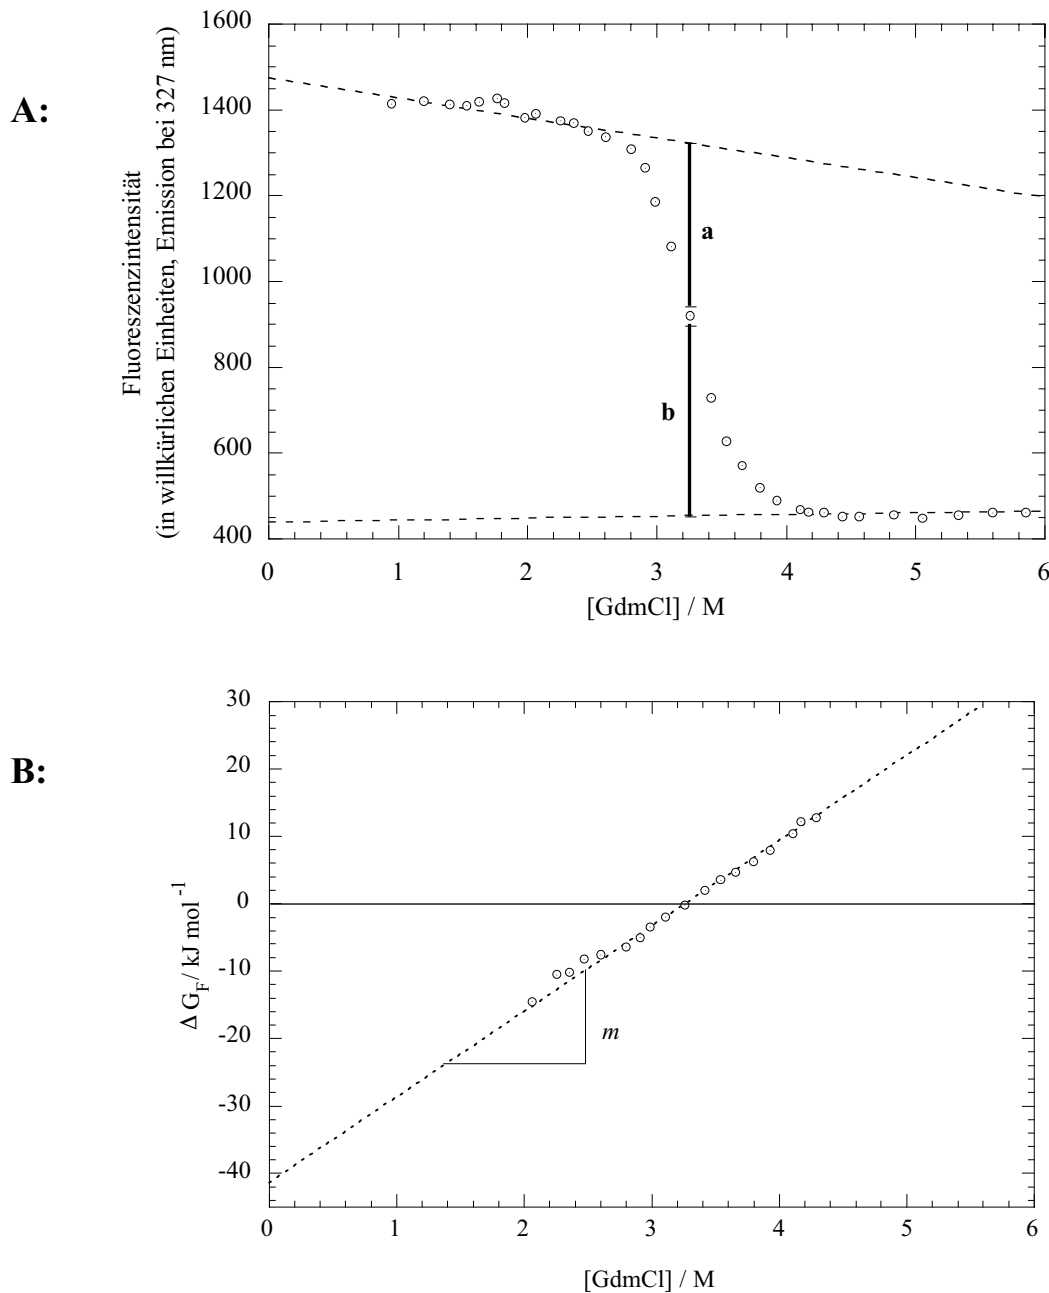 A:
Fluoreszenzintensität
(in willkürlichen Einheiten, Emission bei 327 nm)
1600
1400
1200
1000
800
600
400
a
b
0 1 2 3 4 5 6
[GdmCl] / M
B:
Δ G_F / kJ mol^-1
30
20
10
0
-10
-20
-30
-40
m
0 1 2 3 4 5 6
[GdmCl] / M